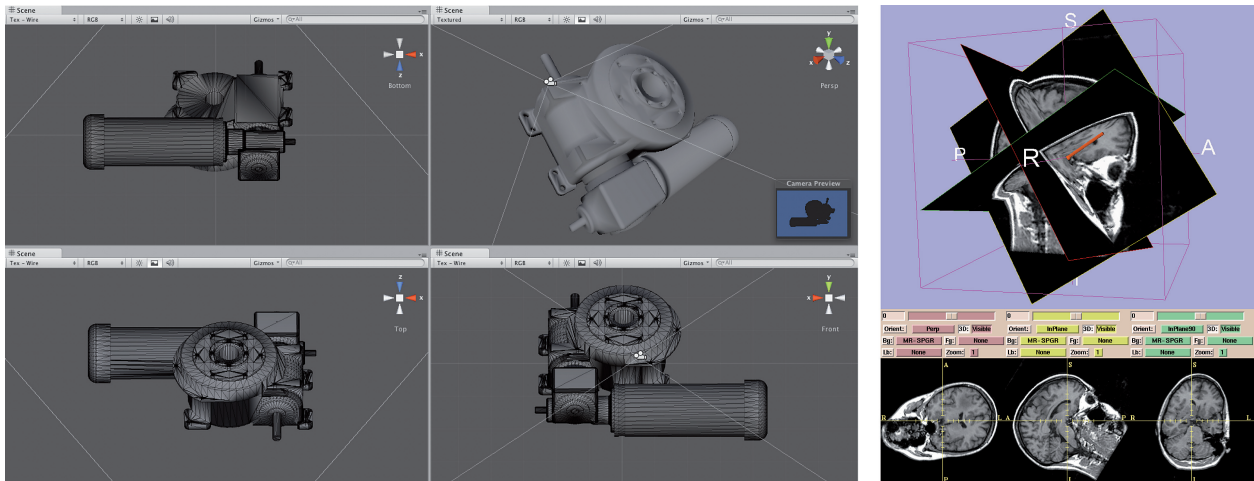 Scene
Tex - Wire RGB Gizmos All
x
z
Bottom
Scene
Textured RGB Gizmos All
y
x z
Persp
Camera Preview
Scene
Tex - Wire RGB Gizmos All
z
x
Top
Scene
Tex - Wire RGB Gizmos All
y
x
Front
S
A
P
R
I
0 0 0
Orient: Perp 3D: Visible Orient: InPlane 3D: Visible Orient: InPlane90 3D: Visible
Bg: MR-SPGR Fg: None Bg: MR-SPGR Fg: None Bg: MR-SPGR Fg: None
Lb: None Zoom: 1 Lb: None Zoom: 1 Lb: None Zoom: 1
A S S
R L A P R L
P I I